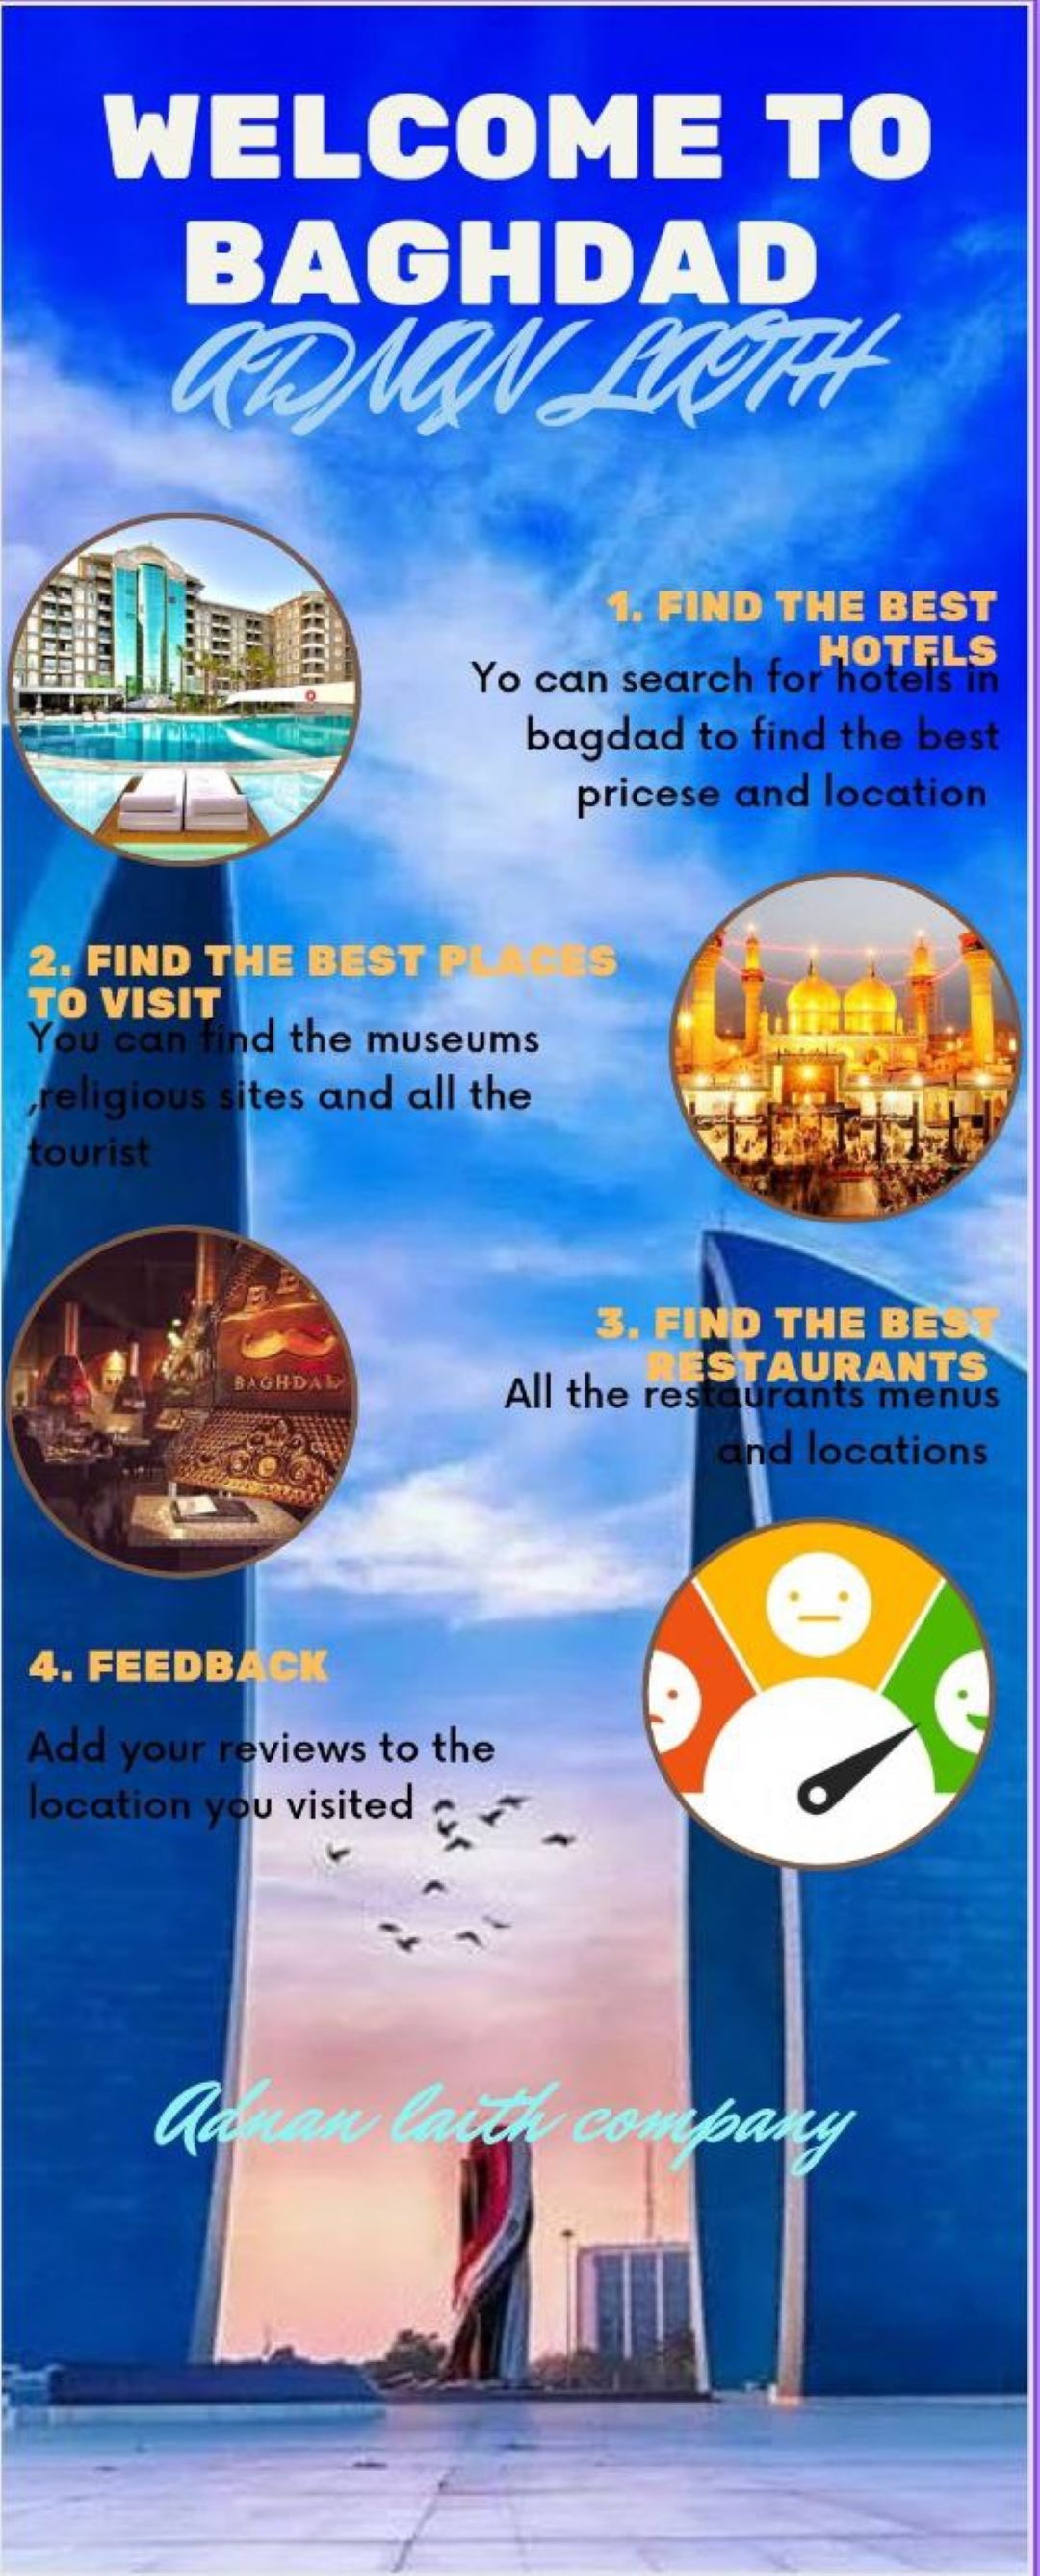 WELCOME TO
BAGHDAD
ADNAN LAITH
1. FIND THE BEST
HOTELS
Yo can search for hotels in
bagdad to find the best
pricese and location
2. FIND THE BEST PLACES
TO VISIT
You can find the museums
,religious sites and all the
tourist
BAGHDAD
3. FIND THE BEST
RESTAURANTS
All the restaurants menus
and locations
4. FEEDBACK
Add your reviews to the
location you visited
Adnan laith company